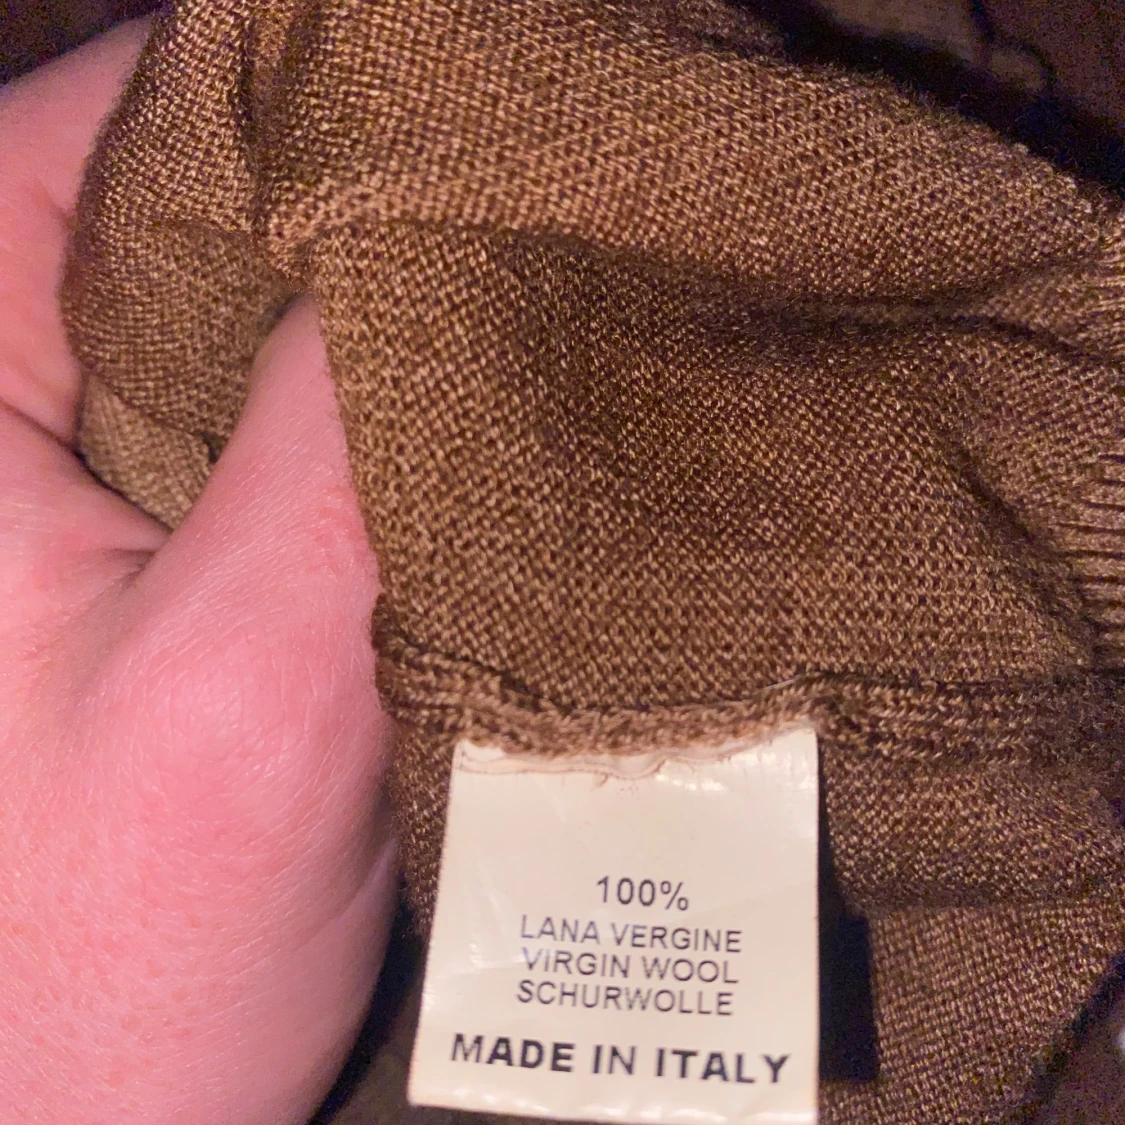 100%
LANA VERGINE
VIRGIN WOOL
SCHURWOLLE
MADE IN ITALY